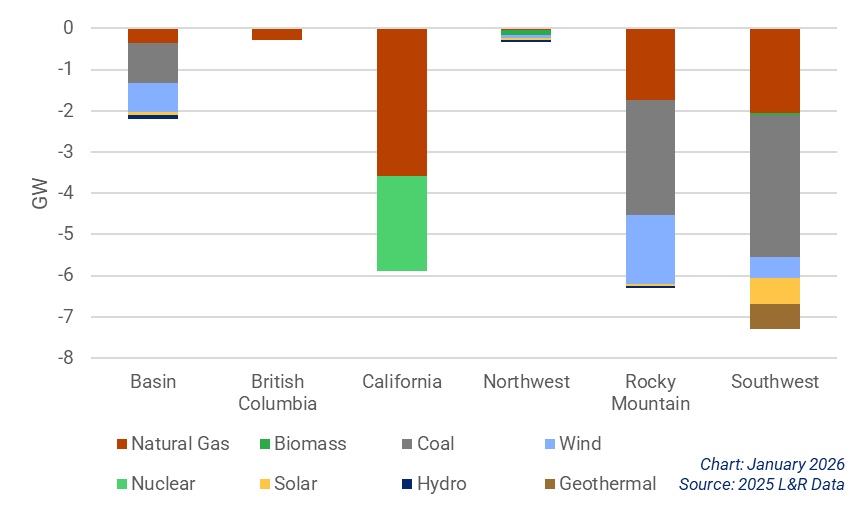 0
-1
-2
-3
-4
-5
-6
-7
-8
GW
Basin
British
Columbia
California
Northwest
Rocky
Mountain
Southwest
Natural Gas
Biomass
Coal
Wind
Nuclear
Solar
Hydro
Geothermal
Chart: January 2026
Source: 2025 L&R Data